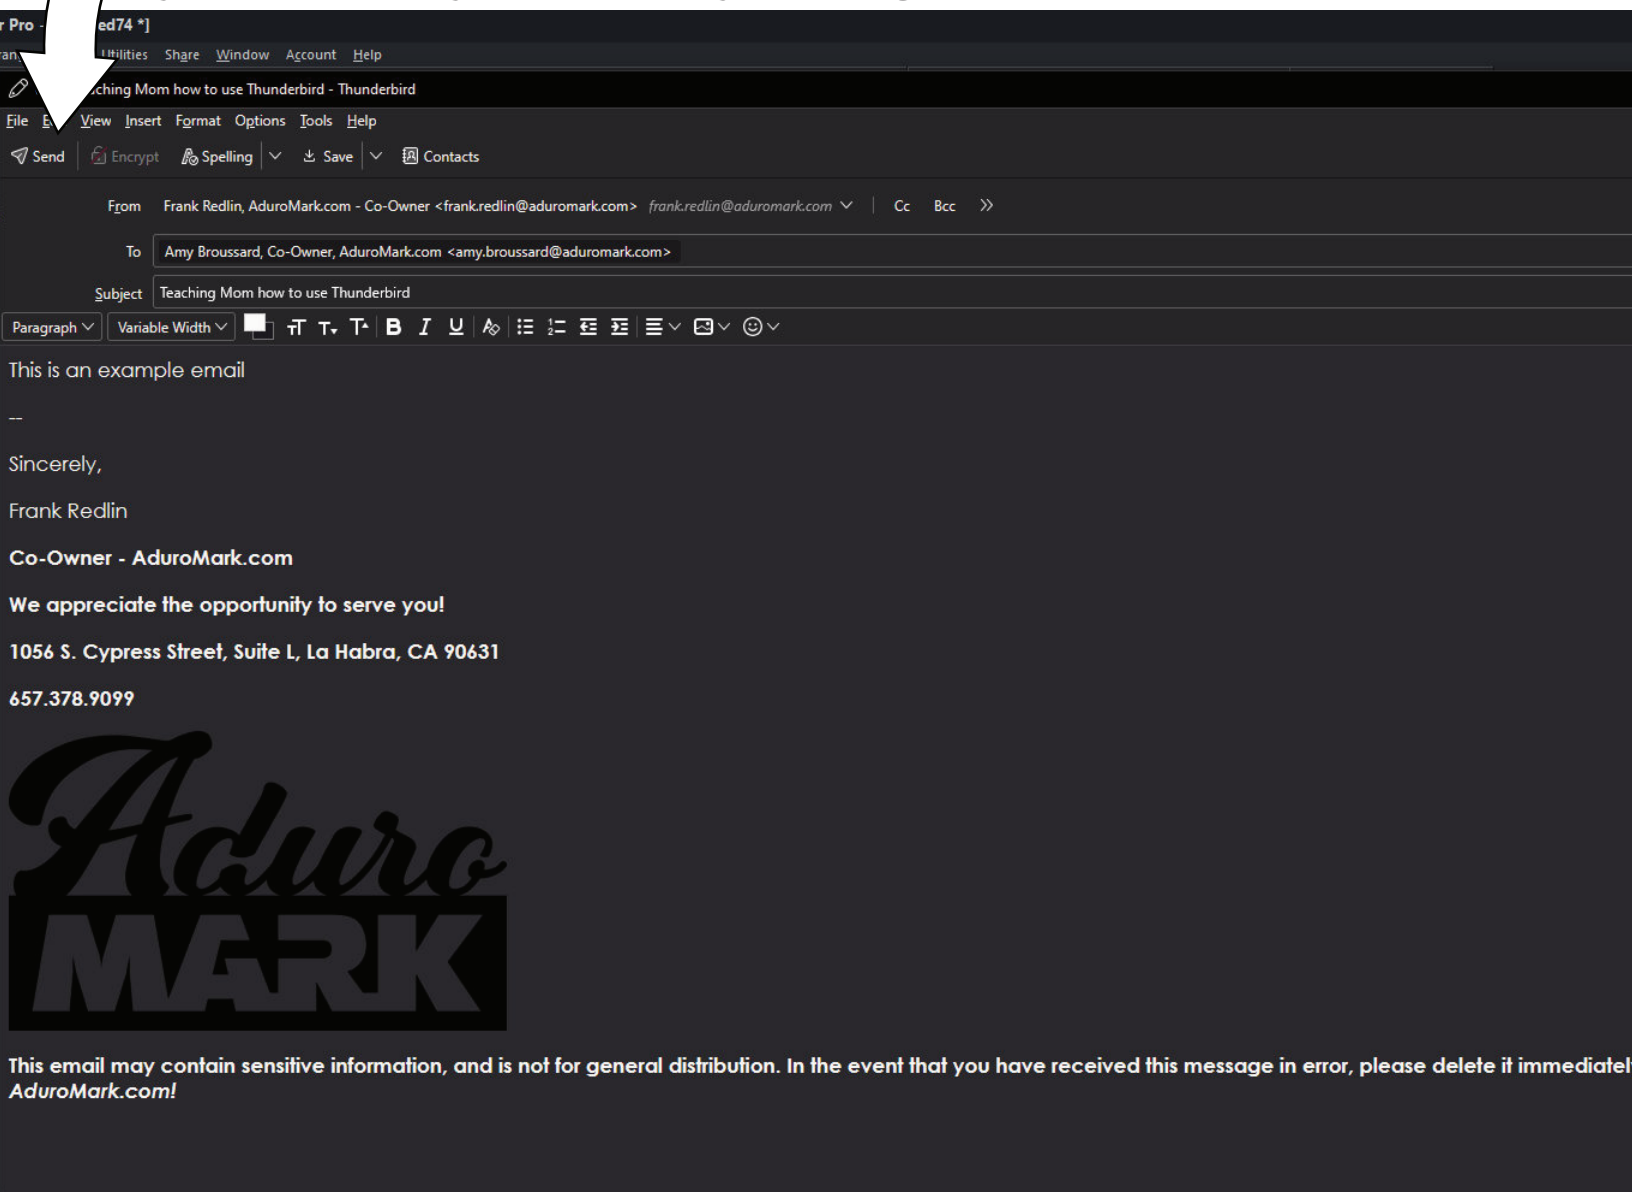 r Pro - ed74 *]
Utilities Share Window Account Help
ching Mom how to use Thunderbird - Thunderbird
File View Insert Format Options Tools Help
Send Encrypt Spelling Save Contacts
From Frank Redlin, AduroMark.com - Co-Owner <frank.redlin@aduromark.com> frank.redlin@aduromark.com Cc Bcc
To Amy Broussard, Co-Owner, AduroMark.com <amy.broussard@aduromark.com>
Subject Teaching Mom how to use Thunderbird
Paragraph Variable Width
This is an example email
--
Sincerely,
Frank Redlin
Co-Owner - AduroMark.com
We appreciate the opportunity to serve you!
1056 S. Cypress Street, Suite L, La Habra, CA 90631
657.378.9099
Aduro
MARK
This email may contain sensitive information, and is not for general distribution. In the event that you have received this message in error, please delete it immediatel
AduroMark.com!